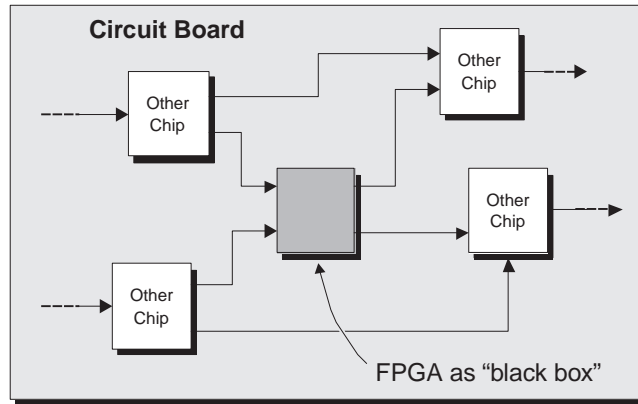 Circuit Board
Other
Chip
Other
Chip
Other
Chip
Other
Chip
FPGA as “black box”